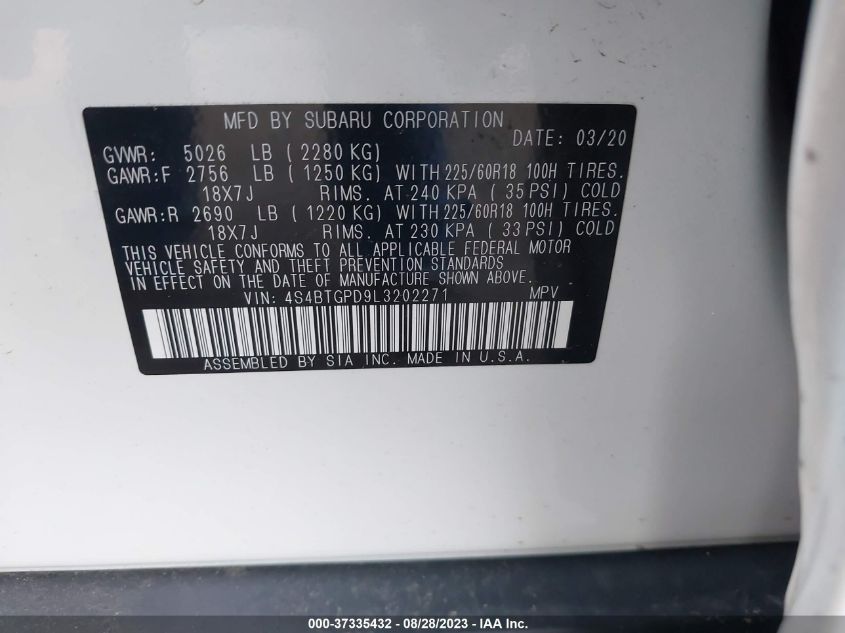 MFD BY SUBARU CORPORATION
DATE: 03/20
GVWR: 5026 LB ( 2280 KG)
GAWR:F 2756 LB ( 1250 KG) WITH 225/60R18 100H TIRES.
18X7J RIMS. AT 240 KPA ( 35 PSI) COLD
GAWR:R 2690 LB ( 1220 KG) WITH 225/60R18 100H TIRES.
18X7J RIMS. AT 230 KPA ( 33 PSI) COLD
THIS VEHICLE CONFORMS TO ALL APPLICABLE FEDERAL MOTOR
VEHICLE SAFETY AND THEFT PREVENTION STANDARDS
IN EFFECT ON THE DATE OF MANUFACTURE SHOWN ABOVE.
VIN: 4S4BTGPD9L3202271 MPV
ASSEMBLED BY SIA INC. MADE IN U.S.A.
000-37335432 - 08/28/2023 - IAA Inc.